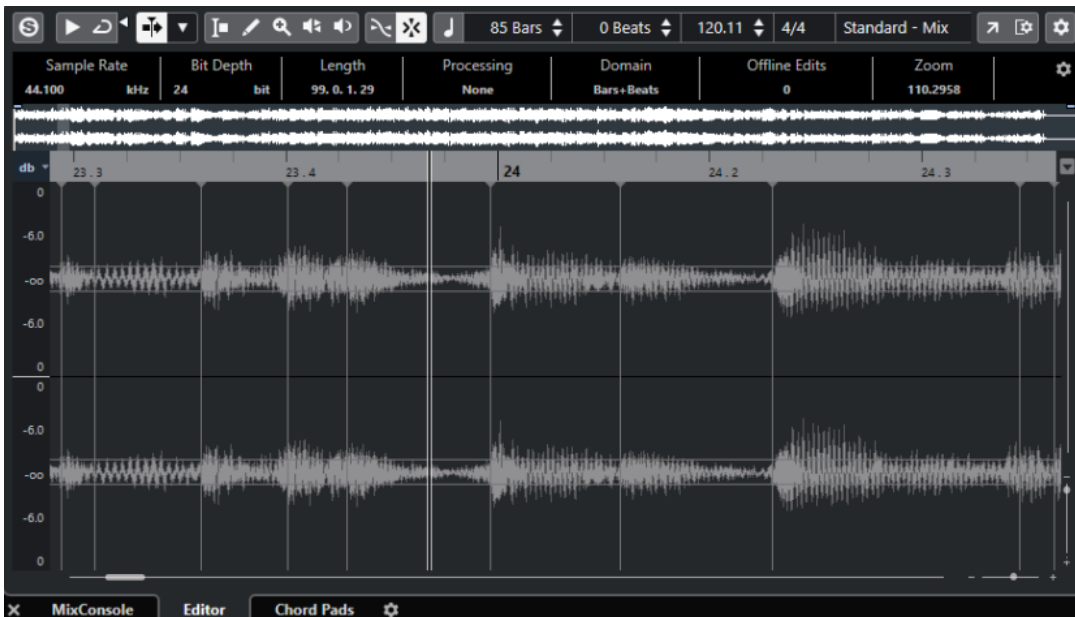 85 Bars 0 Beats 120.11 4/4 Standard - Mix
Sample Rate Bit Depth Length Processing Domain Offline Edits Zoom
44.100 kHz 24 bit 99. 0. 1. 29 None Bars+Beats 0 110.2958
db 23.3 23.4 24 24.2 24.3
0
-6.0
-∞
-6.0
0
0
-6.0
-∞
-6.0
0
MixConsole Editor Chord Pads